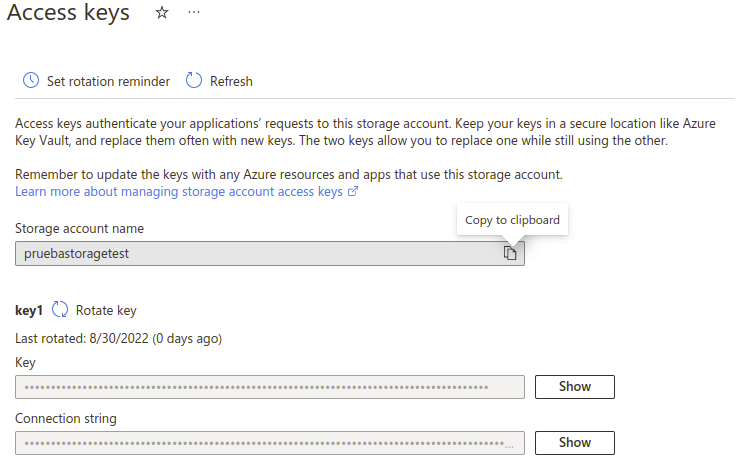 Access keys
Set rotation reminder Refresh
Access keys authenticate your applications’ requests to this storage account. Keep your keys in a secure location like Azure
Key Vault, and replace them often with new keys. The two keys allow you to replace one while still using the other.
Remember to update the keys with any Azure resources and apps that use this storage account.
Learn more about managing storage account access keys
Copy to clipboard
Storage account name
pruebastoragetest
key1 Rotate key
Last rotated: 8/30/2022 (0 days ago)
Key
Show
Connection string
Show